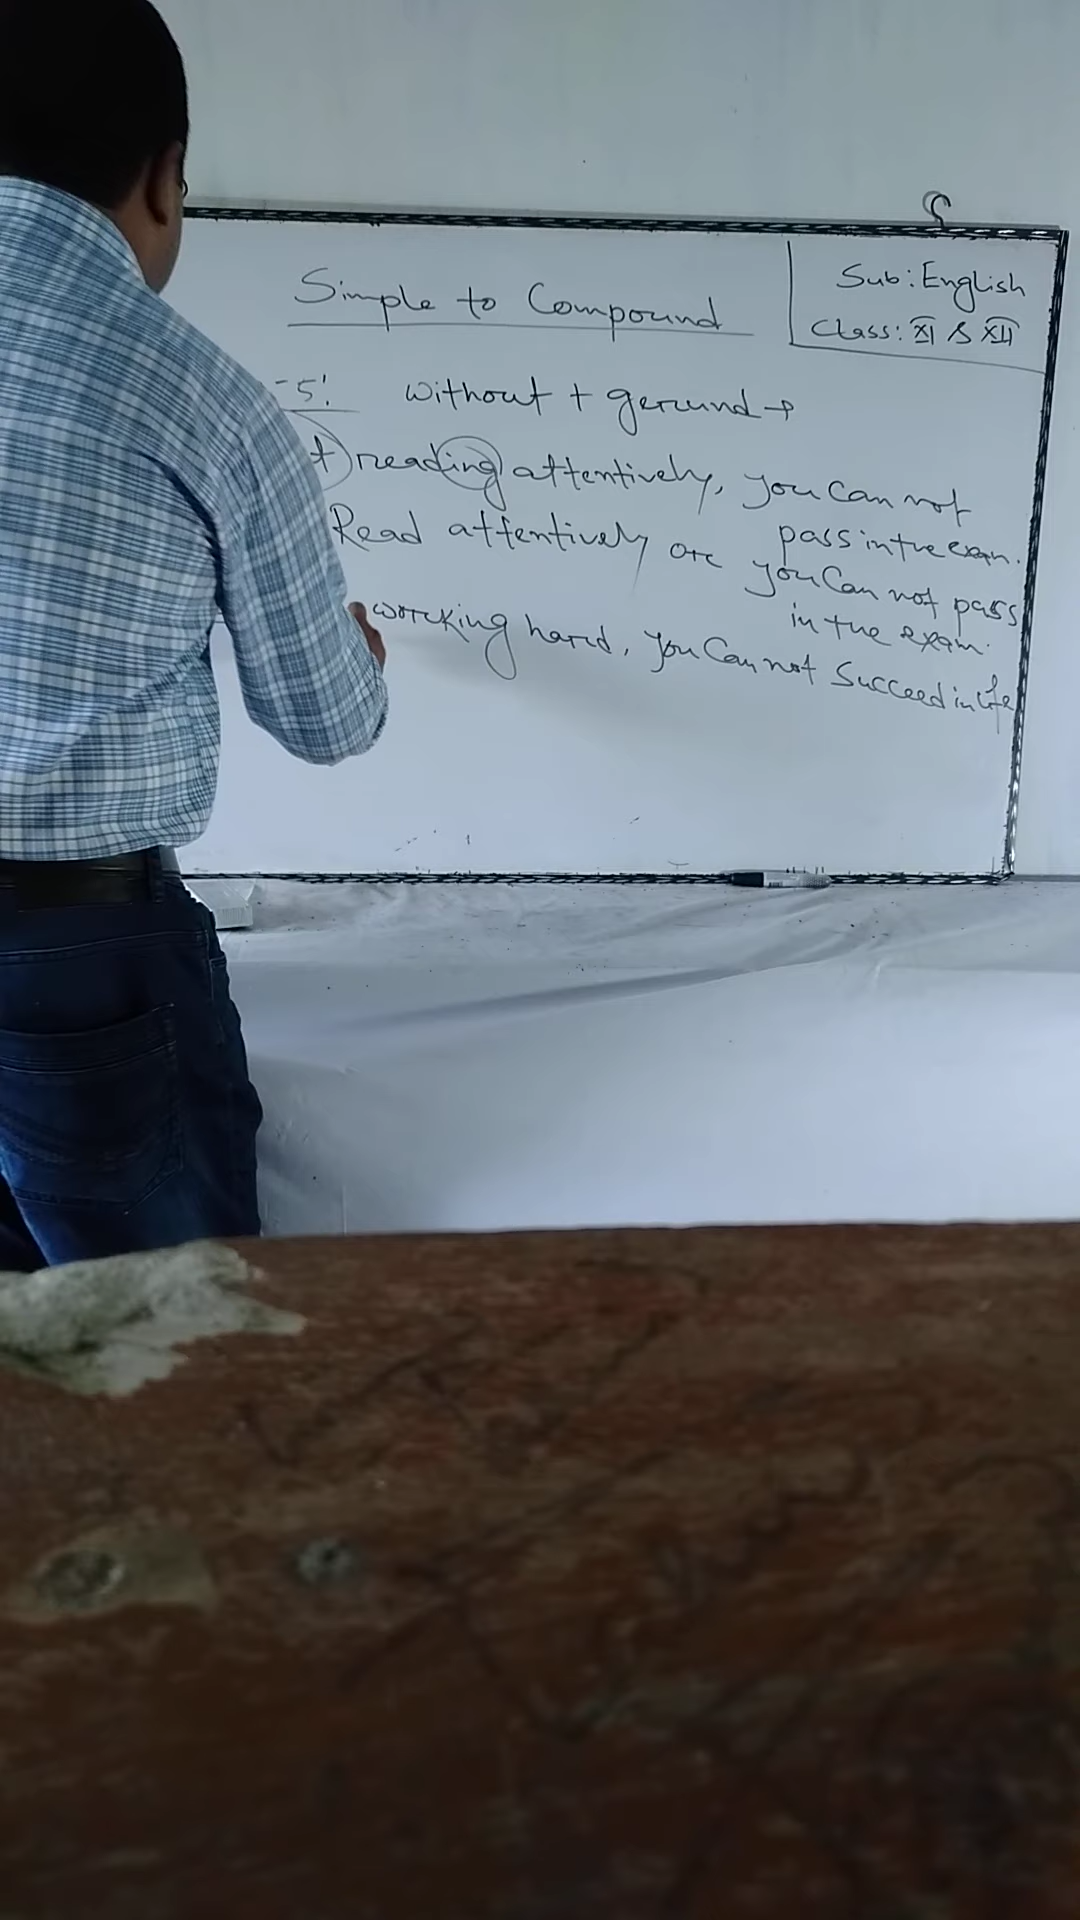 Simple to Compound
Sub: English
Class: XI & XII
-5: without + gerund →
t) reading attentively, you can not
pass in the exam.
Read attentively or you can not pass
in the exam.
working hard, you can not succeed in life